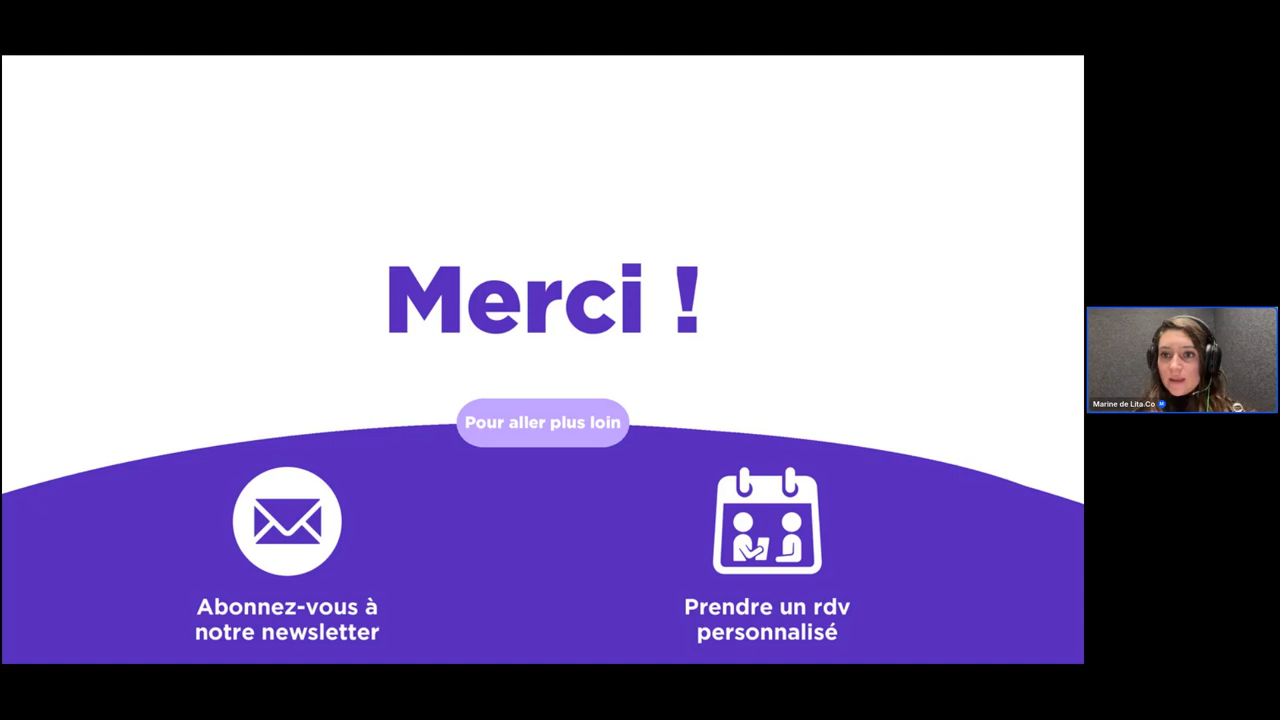 Merci !
Pour aller plus loin
Abonnez-vous à
notre newsletter
Prendre un rdv
personnalisé
Marine de Lita.Co